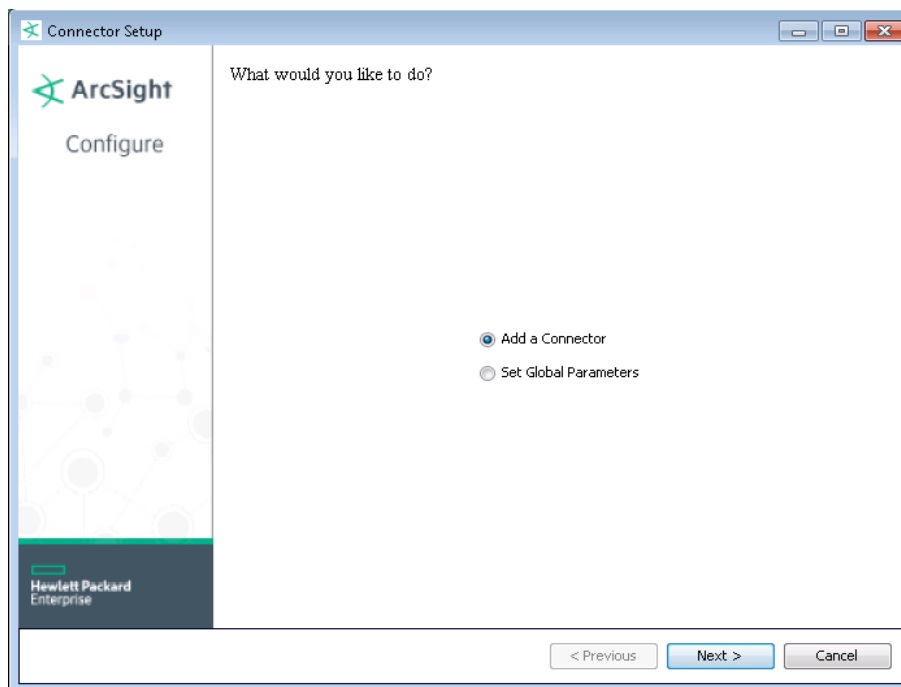 Connector Setup
ArcSight
Configure
What would you like to do?
Add a Connector
Set Global Parameters
Hewlett Packard
Enterprise
< Previous
Next >
Cancel